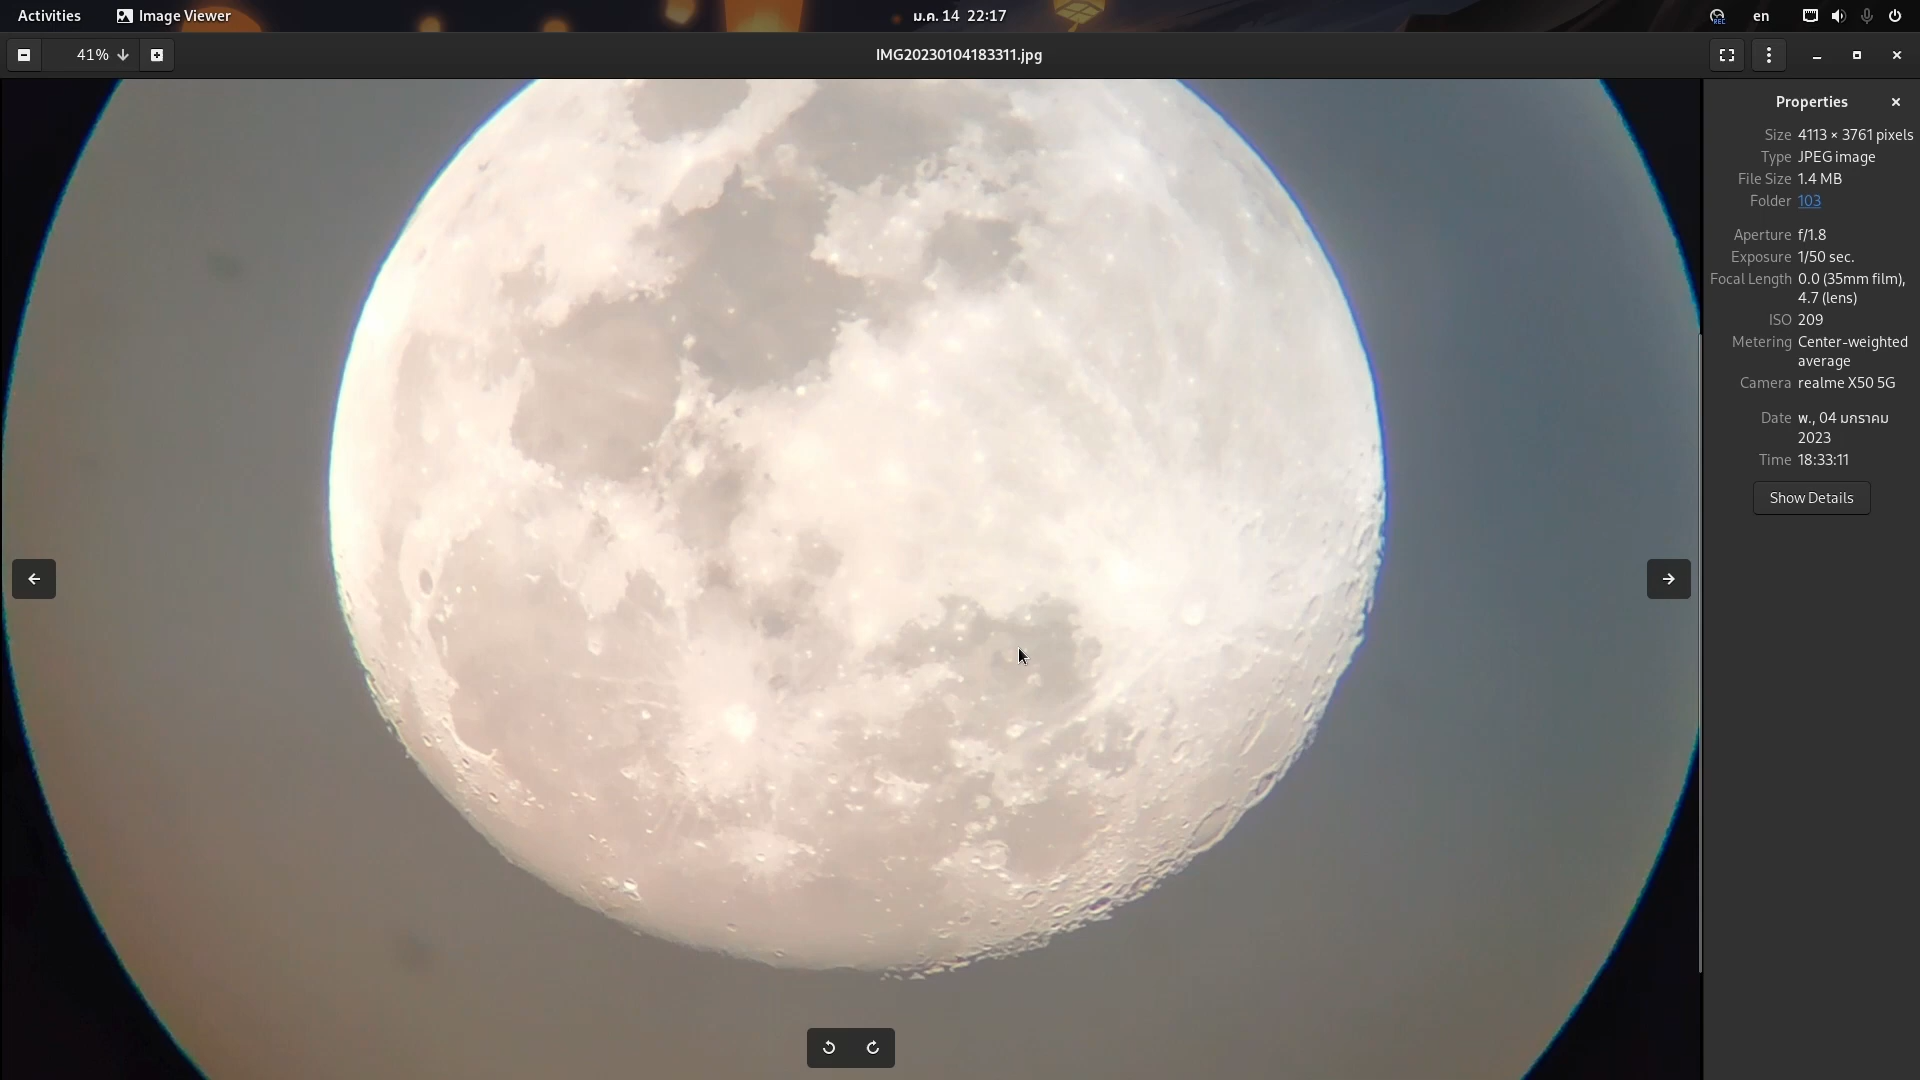 Activities Image Viewer ม.ค. 14 22:17 REC en
41% IMG20230104183311.jpg
Properties
Size 4113 × 3761 pixels
Type JPEG image
File Size 1.4 MB
Folder 103
Aperture f/1.8
Exposure 1/50 sec.
Focal Length 0.0 (35mm film),
4.7 (lens)
ISO 209
Metering Center-weighted
average
Camera realme X50 5G
Date พ., 04 มกราคม
2023
Time 18:33:11
Show Details